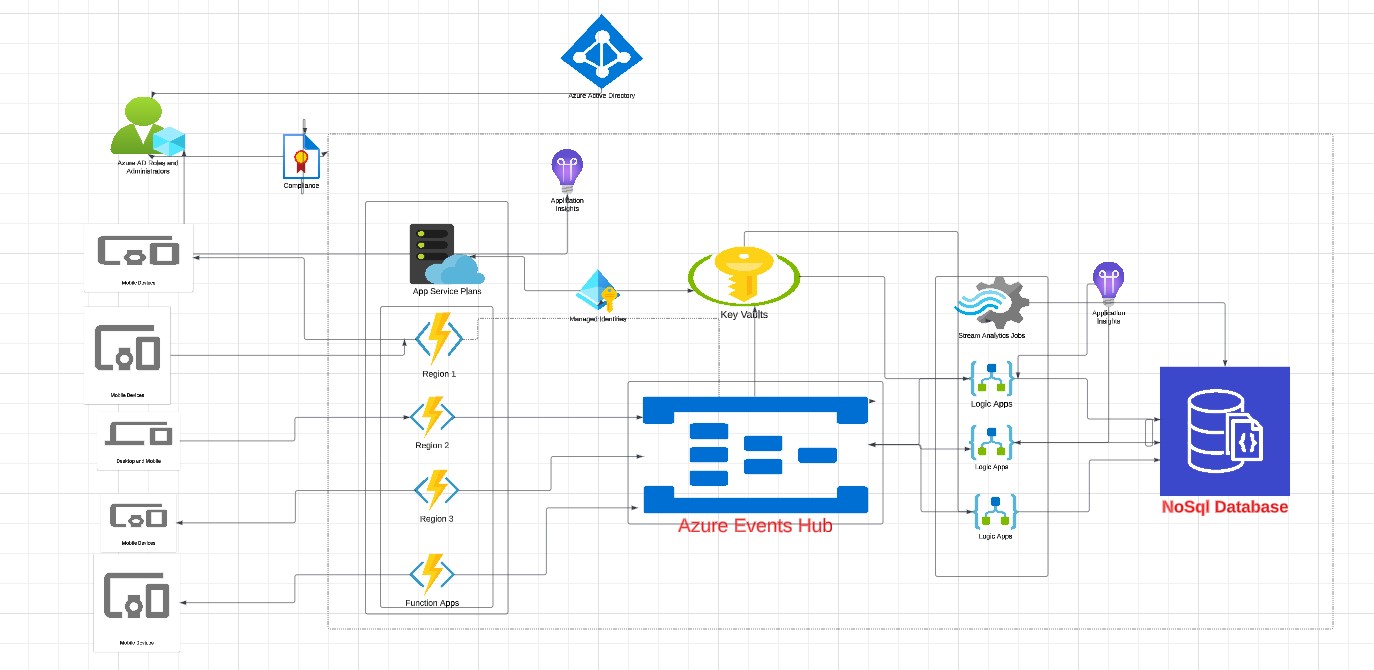 Azure Active Directory
Azure AD Roles and
Administrators
Compliance
Application
Insights
Mobile Devices
App Service Plans
Managed Identities
Key Vaults
Stream Analytics Jobs
Application
Insights
Mobile Devices
Region 1
Logic Apps
Desktop and Mobile
Region 2
Logic Apps
Mobile Devices
Region 3
Azure Events Hub
NoSql Database
Logic Apps
Mobile Devices
Function Apps